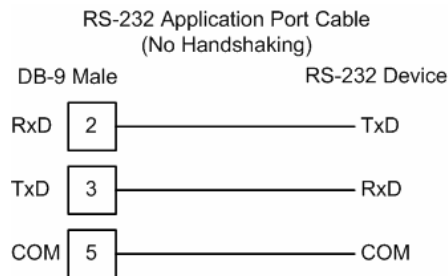 RS-232 Application Port Cable
(No Handshaking)
DB-9 Male RS-232 Device
RxD 2 TxD
TxD 3 RxD
COM 5 COM